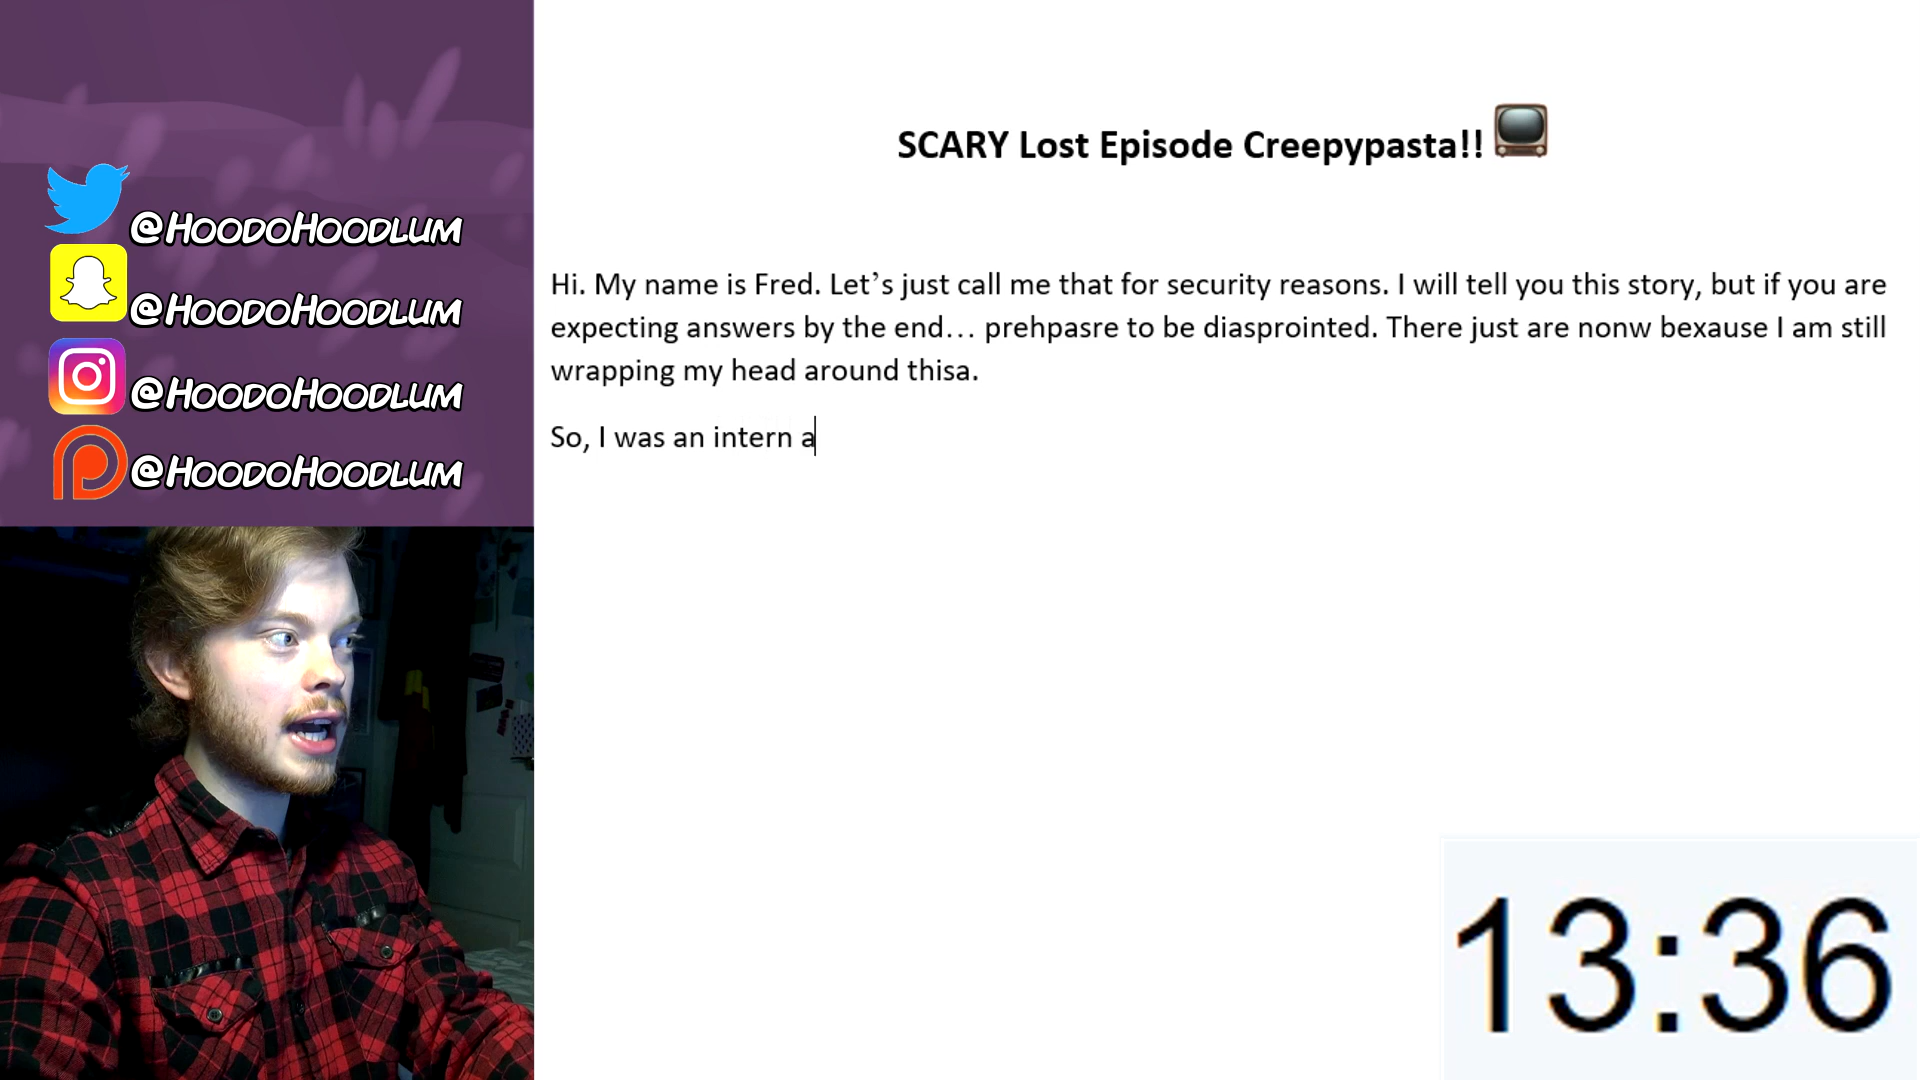 @HOODOHOODLUM
@HOODOHOODLUM
@HOODOHOODLUM
@HOODOHOODLUM
SCARY Lost Episode Creepypasta!!
Hi. My name is Fred. Let’s just call me that for security reasons. I will tell you this story, but if you are
expecting answers by the end… prehpasre to be diasprointed. There just are nonw bexause I am still
wrapping my head around thisa.
So, I was an intern a
13:36